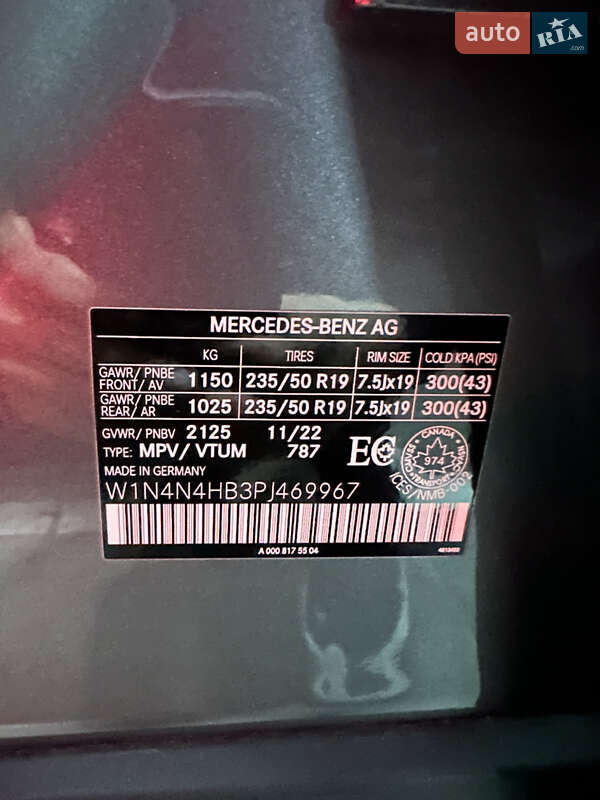 auto RIA .com
MERCEDES-BENZ AG
KG TIRES RIM SIZE COLD KPA (PSI)
GAWR/ PNBE FRONT/ AV 1150 235/50 R19 7.5Jx19 300(43)
GAWR/ PNBE REAR/ AR 1025 235/50 R19 7.5Jx19 300(43)
GVWR/ PNBV 2125 11/22
TYPE: MPV/ VTUM 787
MADE IN GERMANY
EC
CANADA
974
TRANSPORT
ICES/NMB-002
W1N4N4HB3PJ469967
A 000 817 55 04